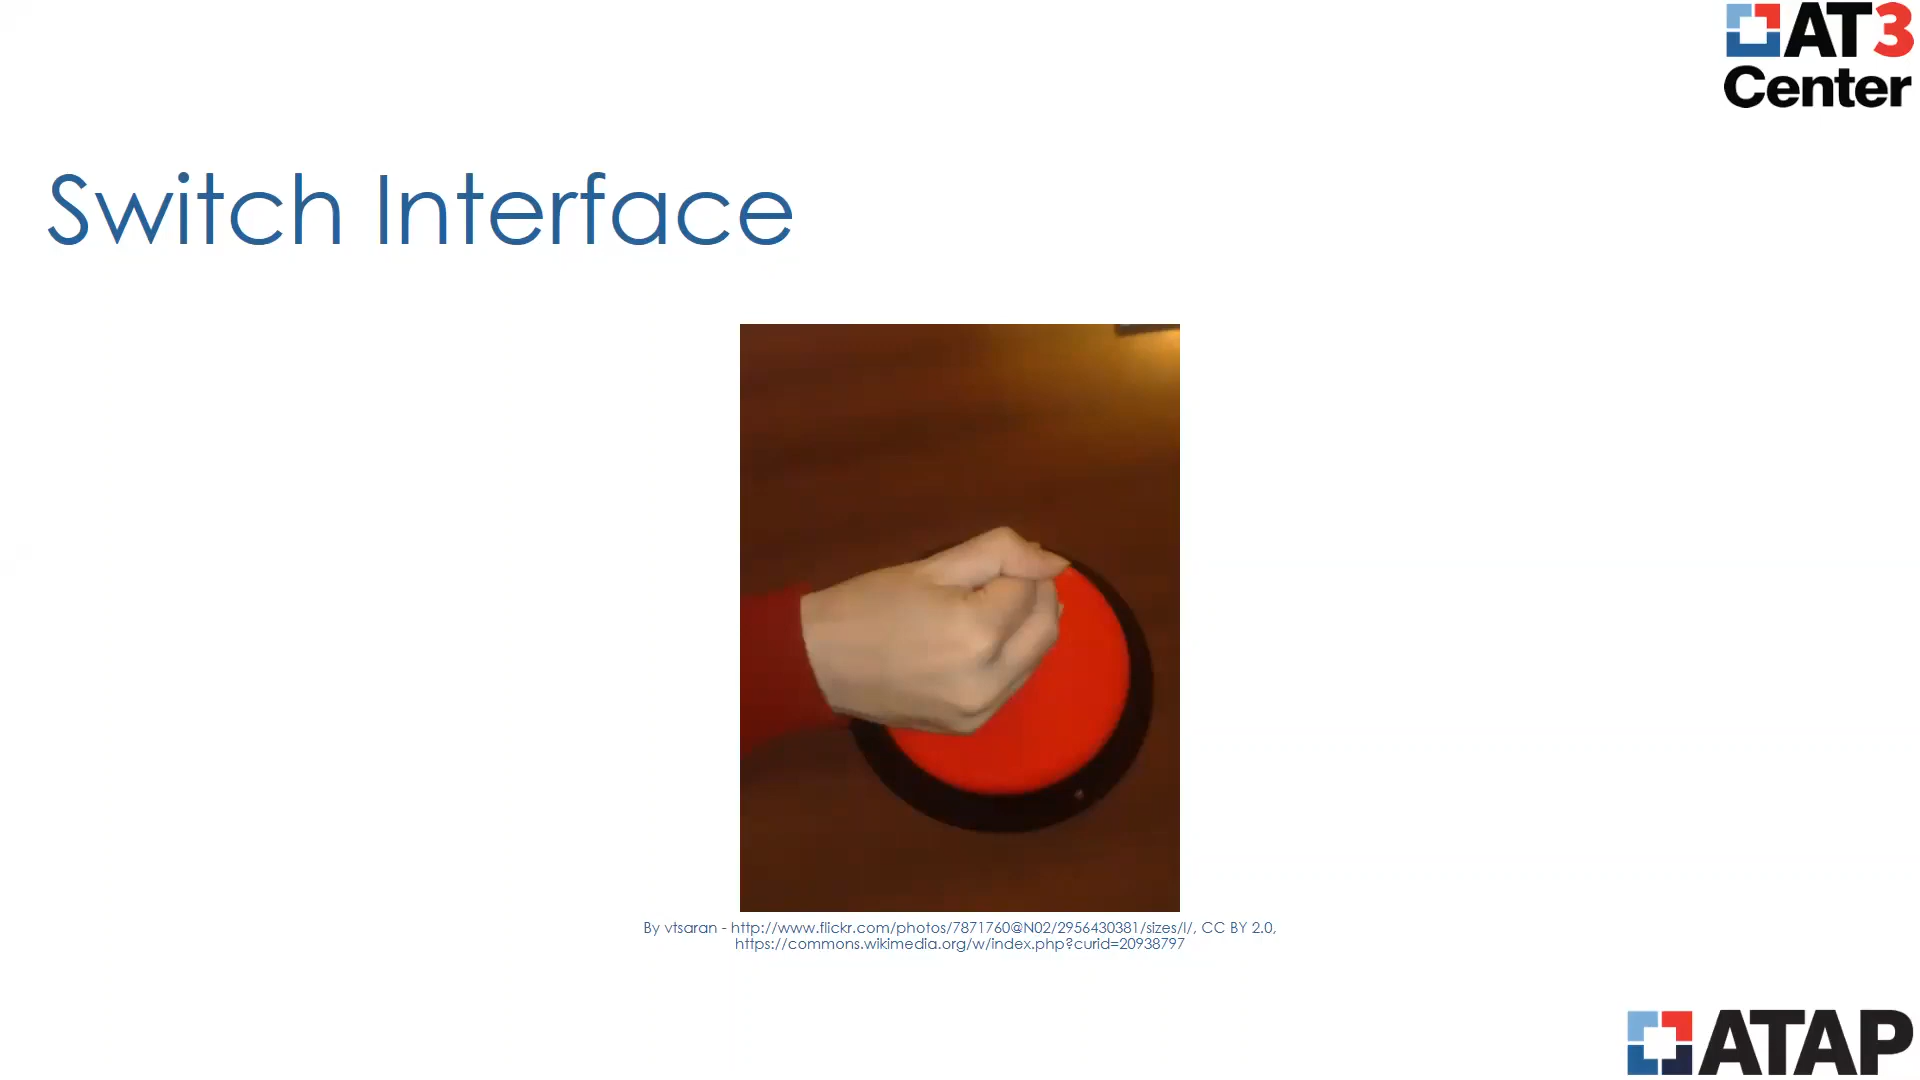 AT3
Center
Switch Interface
By vtsaran - http://www.flickr.com/photos/7871760@N02/2956430381/sizes/l/, CC BY 2.0,
https://commons.wikimedia.org/w/index.php?curid=20938797
ATAP